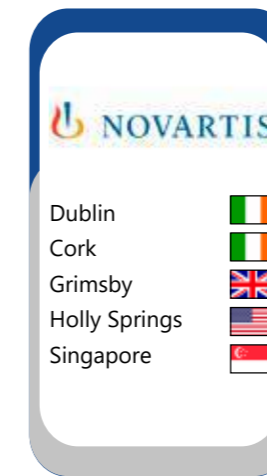 NOVARTIS
Dublin
Cork
Grimsby
Holly Springs
Singapore